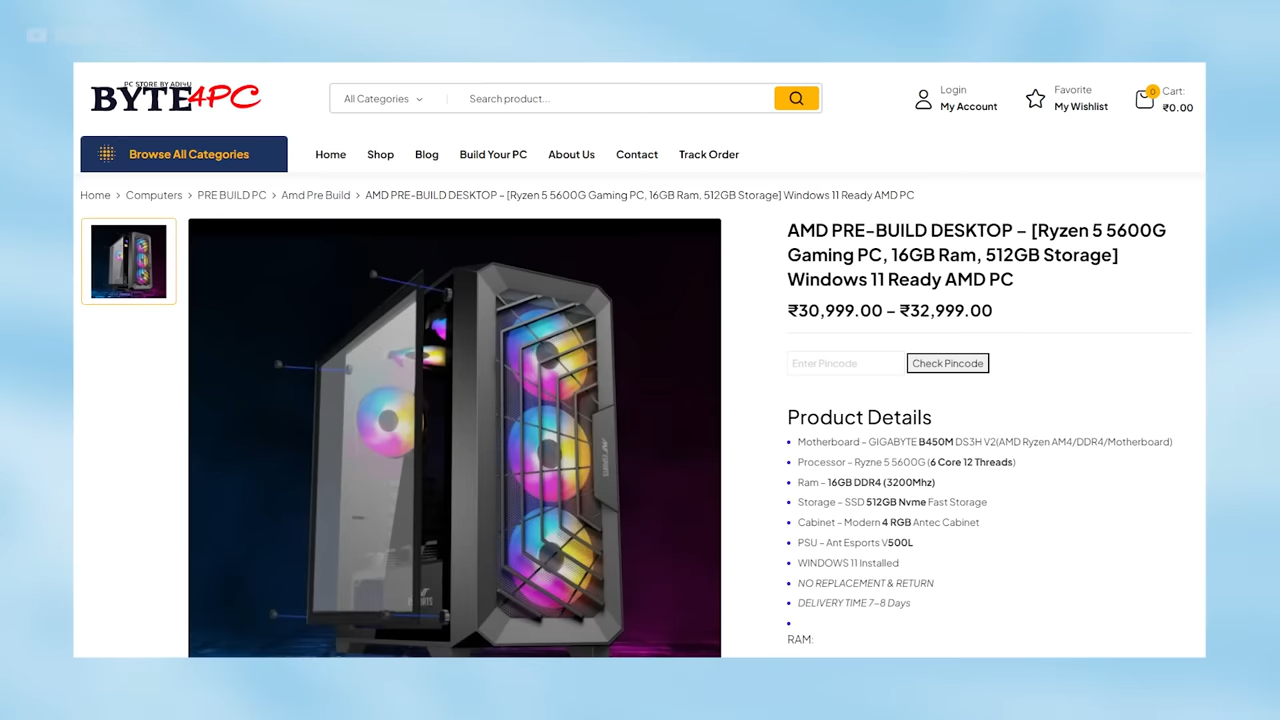 PC STORE BY ADI4U
BYTE4PC
All Categories
Search product...
Login
My Account
Favorite
My Wishlist
0
Cart:
₹0.00
Browse All Categories
Home
Shop
Blog
Build Your PC
About Us
Contact
Track Order
Home > Computers > PRE BUILD PC > Amd Pre Build > AMD PRE-BUILD DESKTOP – [Ryzen 5 5600G Gaming PC, 16GB Ram, 512GB Storage] Windows 11 Ready AMD PC
AMD PRE-BUILD DESKTOP – [Ryzen 5 5600G
Gaming PC, 16GB Ram, 512GB Storage]
Windows 11 Ready AMD PC
₹30,999.00 – ₹32,999.00
Enter Pincode
Check Pincode
Product Details
Motherboard – GIGABYTE B450M DS3H V2(AMD Ryzen AM4/DDR4/Motherboard)
Processor – Ryzne 5 5600G (6 Core 12 Threads)
Ram – 16GB DDR4 (3200Mhz)
Storage – SSD 512GB Nvme Fast Storage
Cabinet – Modern 4 RGB Antec Cabinet
PSU – Ant Esports V500L
WINDOWS 11 Installed
NO REPLACEMENT & RETURN
DELIVERY TIME 7-8 Days
RAM: